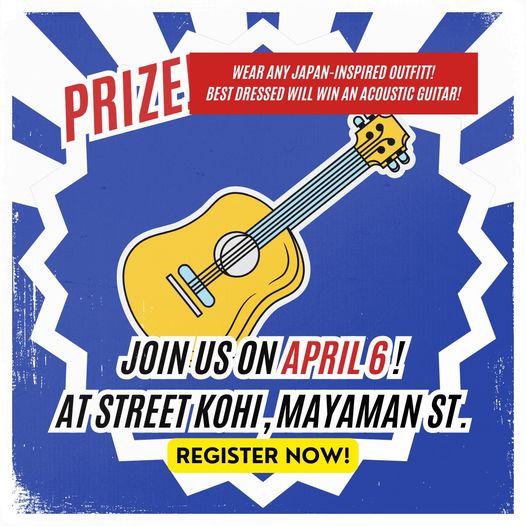 PRIZE!
WEAR ANY JAPAN-INSPIRED OUTFITT!
BEST DRESSED WILL WIN AN ACOUSTIC GUITAR!
JOIN US ON APRIL 6 !
AT STREET KOHI , MAYAMAN ST.
REGISTER NOW!